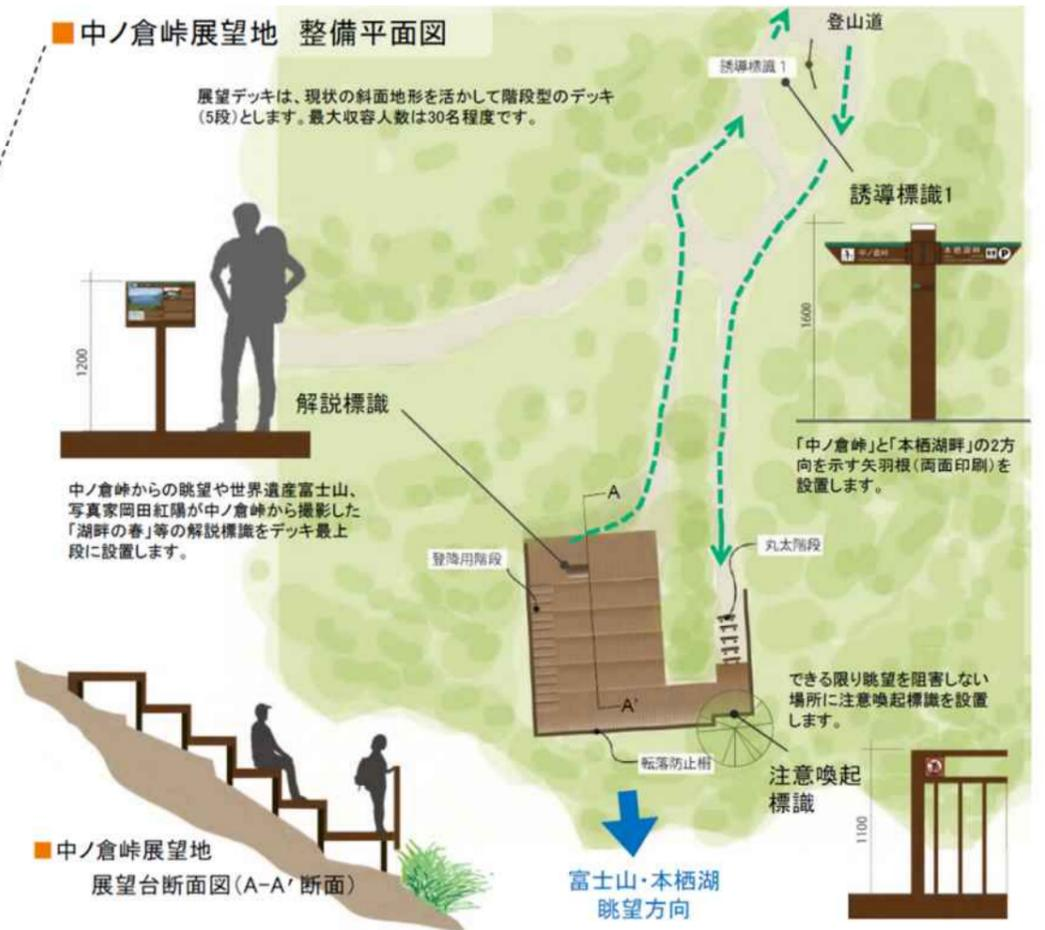 ■中ノ倉峠展望地 整備平面図
展望デッキは、現状の斜面地形を活かして階段型のデッキ
(5段)とします。最大収容人数は30名程度です。
登山道
誘導標識1
誘導標識1
中ノ倉峠
本栖湖畔
P
1600
「中ノ倉峠」と「本栖湖畔」の2方
向を示す矢羽根(両面印刷)を
設置します。
1200
解説標識
中ノ倉峠からの眺望や世界遺産富士山、
写真家岡田紅陽が中ノ倉峠から撮影した
「湖畔の春」等の解説標識をデッキ最上
段に設置します。
A
登降用階段
丸太階段
A'
転落防止柵
できる限り眺望を阻害しない
場所に注意喚起標識を設置
します。
注意喚起
標識
1100
■中ノ倉峠展望地
展望台断面図(A-A'断面)
富士山・本栖湖
眺望方向